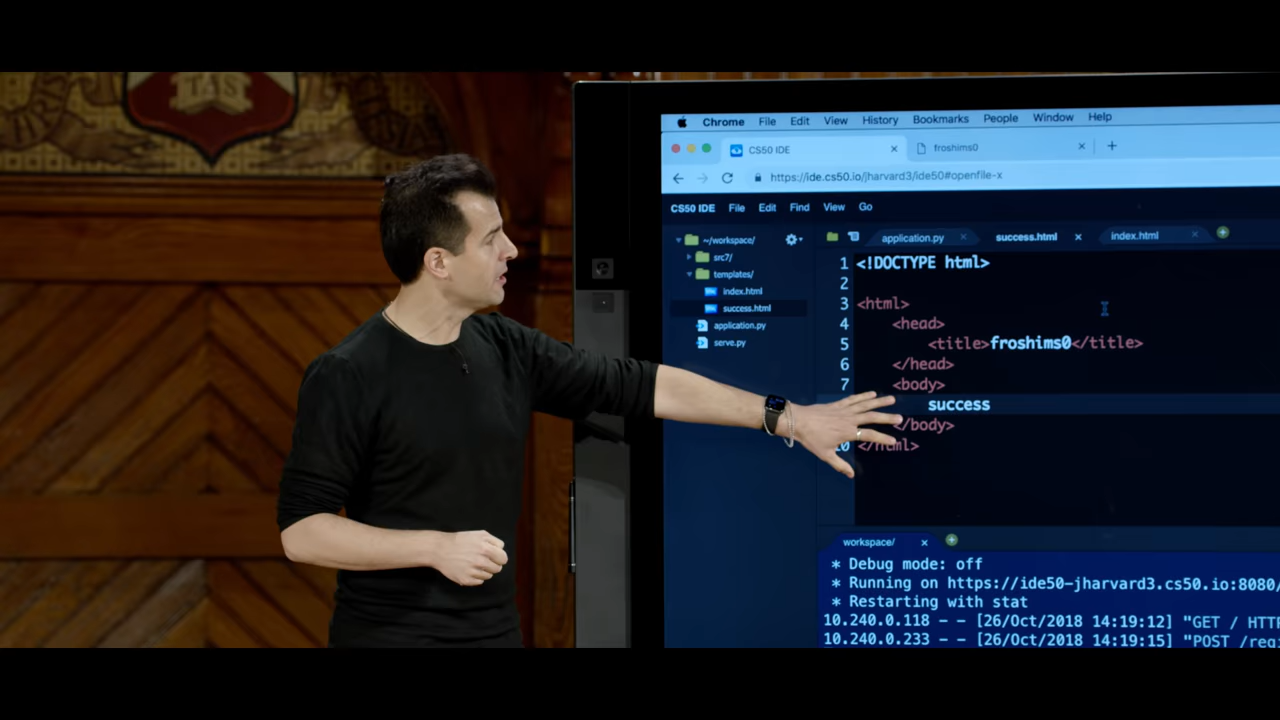 TAS
Chrome File Edit View History Bookmarks People Window Help
CS50 IDE froshims0
https://ide.cs50.io/jharvard3/ide50#openfile-x
CS50 IDE File Edit Find View Go
~/workspace/
src7/
templates/
index.html
success.html
application.py
serve.py
application.py success.html index.html
1 <!DOCTYPE html>
2
3 <html>
4 <head>
5 <title>froshims0</title>
6 </head>
7 <body>
success
</body>
10 </html>
workspace/
* Debug mode: off
* Running on https://ide50-jharvard3.cs50.io:8080/
* Restarting with stat
10.240.0.118 - - [26/Oct/2018 14:19:12] "GET / HTT
10.240.0.233 - - [26/Oct/2018 14:19:15] "POST /reg